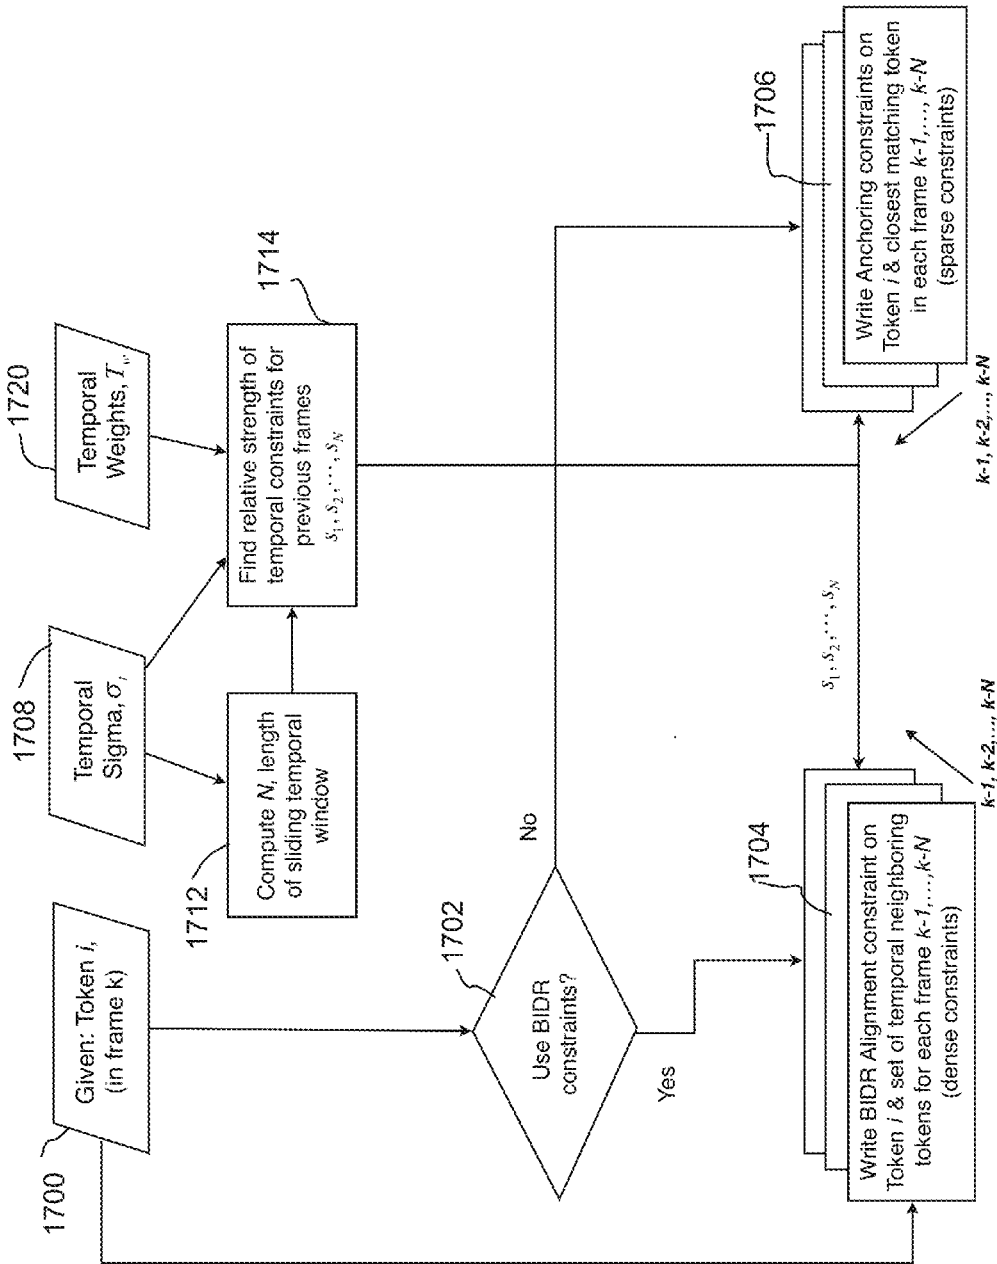 1700
Given: Token i,
(in frame k)
1708
Temporal
Sigma, σt
1720
Temporal
Weights, Tw
1712
Compute N, length
of sliding temporal
window
1714
Find relative strength of
temporal constraints for
previous frames
s1, s2, ···, sN
1702
Use BIDR
constraints?
No
Yes
s1, s2, ···, sN
1704
Write BIDR Alignment constraint on
Token i & set of temporal neighboring
tokens for each frame k-1,...,k-N
(dense constraints)
k-1, k-2,..., k-N
1706
Write Anchoring constraints on
Token i & closest matching token
in each frame k-1,..., k-N
(sparse constraints)
k-1, k-2,..., k-N